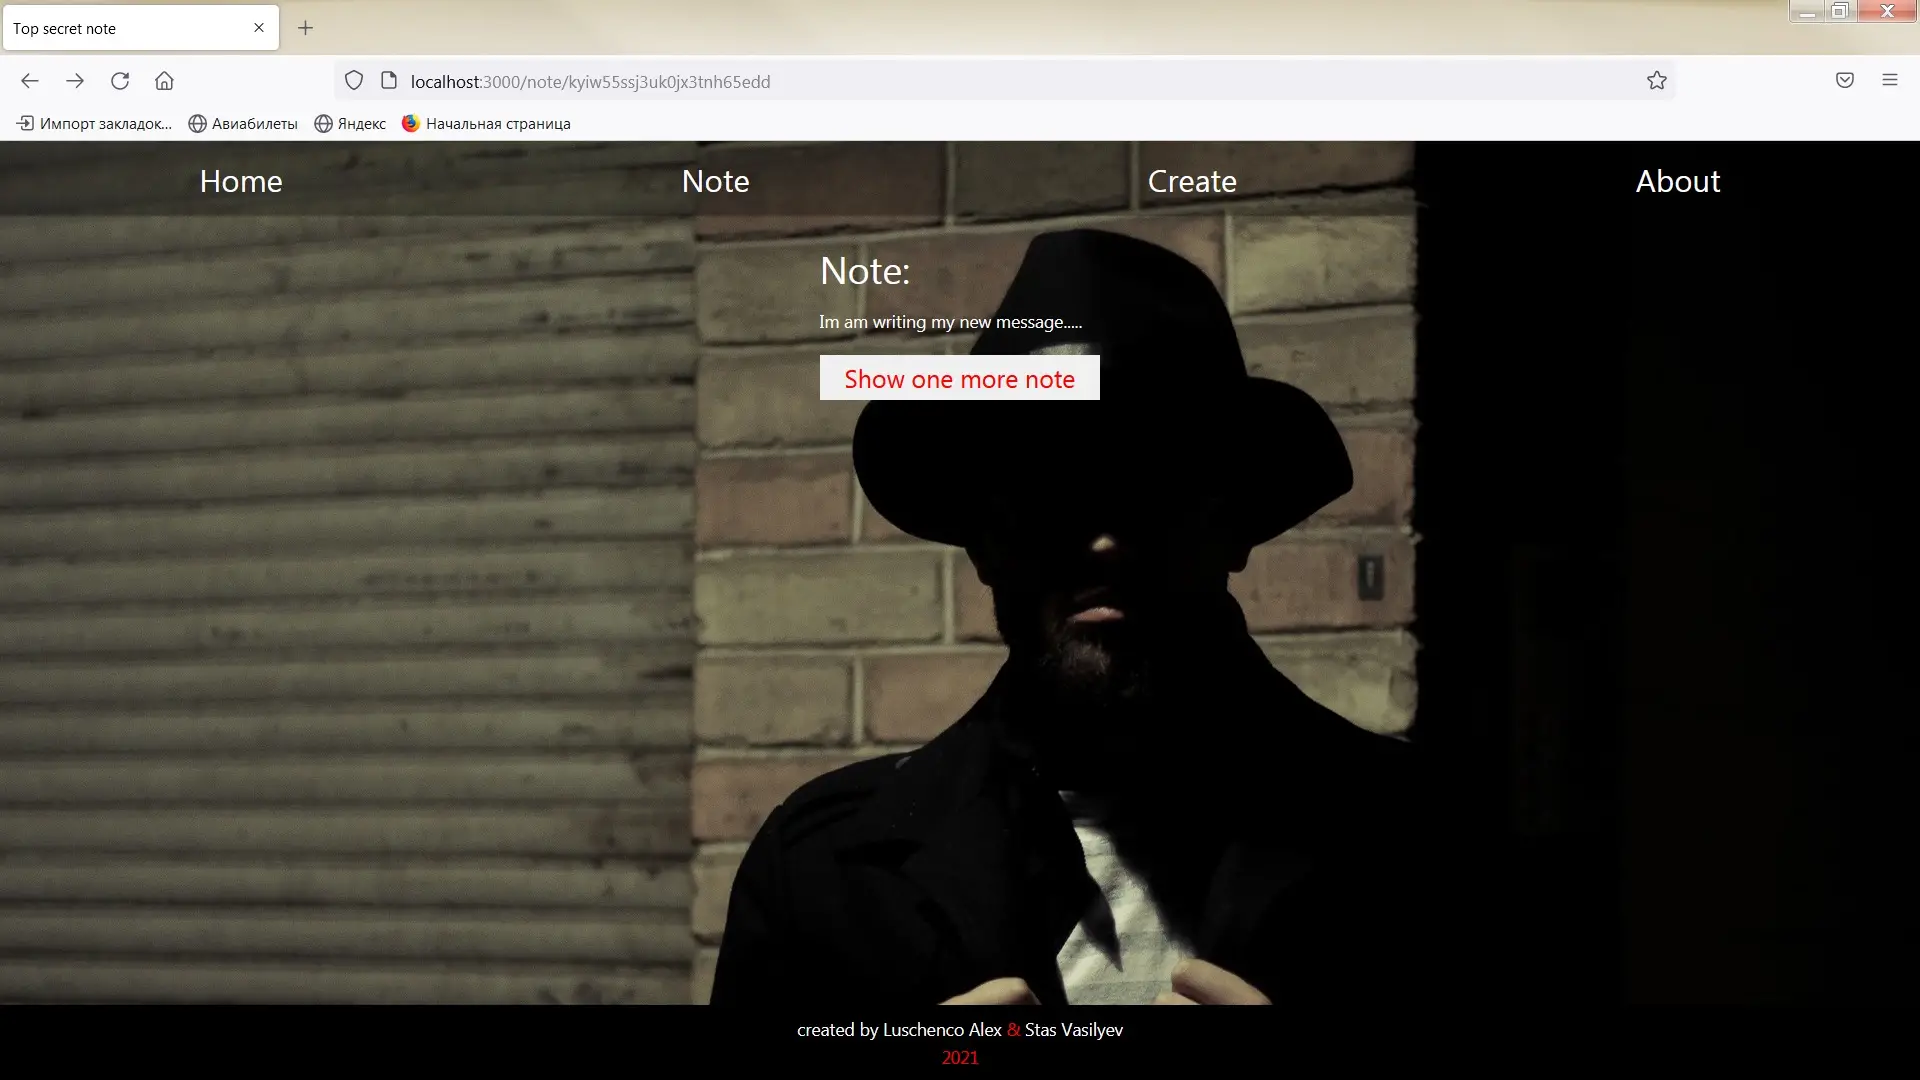 Top secret note
localhost:3000/note/kyiw55ssj3uk0jx3tnh65edd
Импорт закладок... Авиабилеты Яндекс Начальная страница
Home Note Create About
Note:
Im am writing my new message.....
Show one more note
created by Luschenco Alex & Stas Vasilyev
2021